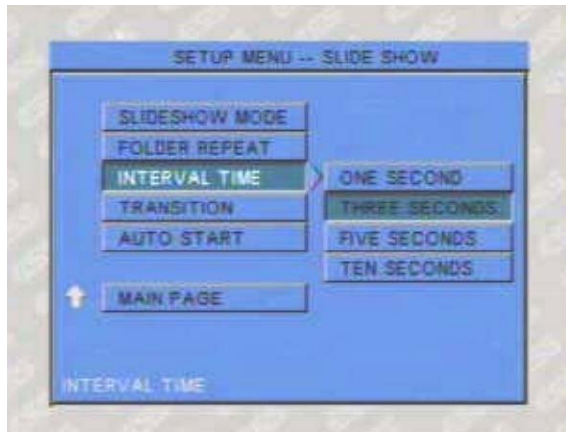 SETUP MENU -- SLIDE SHOW
SLIDESHOW MODE
FOLDER REPEAT
INTERVAL TIME
TRANSITION
AUTO START
ONE SECOND
THREE SECONDS
FIVE SECONDS
TEN SECONDS
MAIN PAGE
INTERVAL TIME